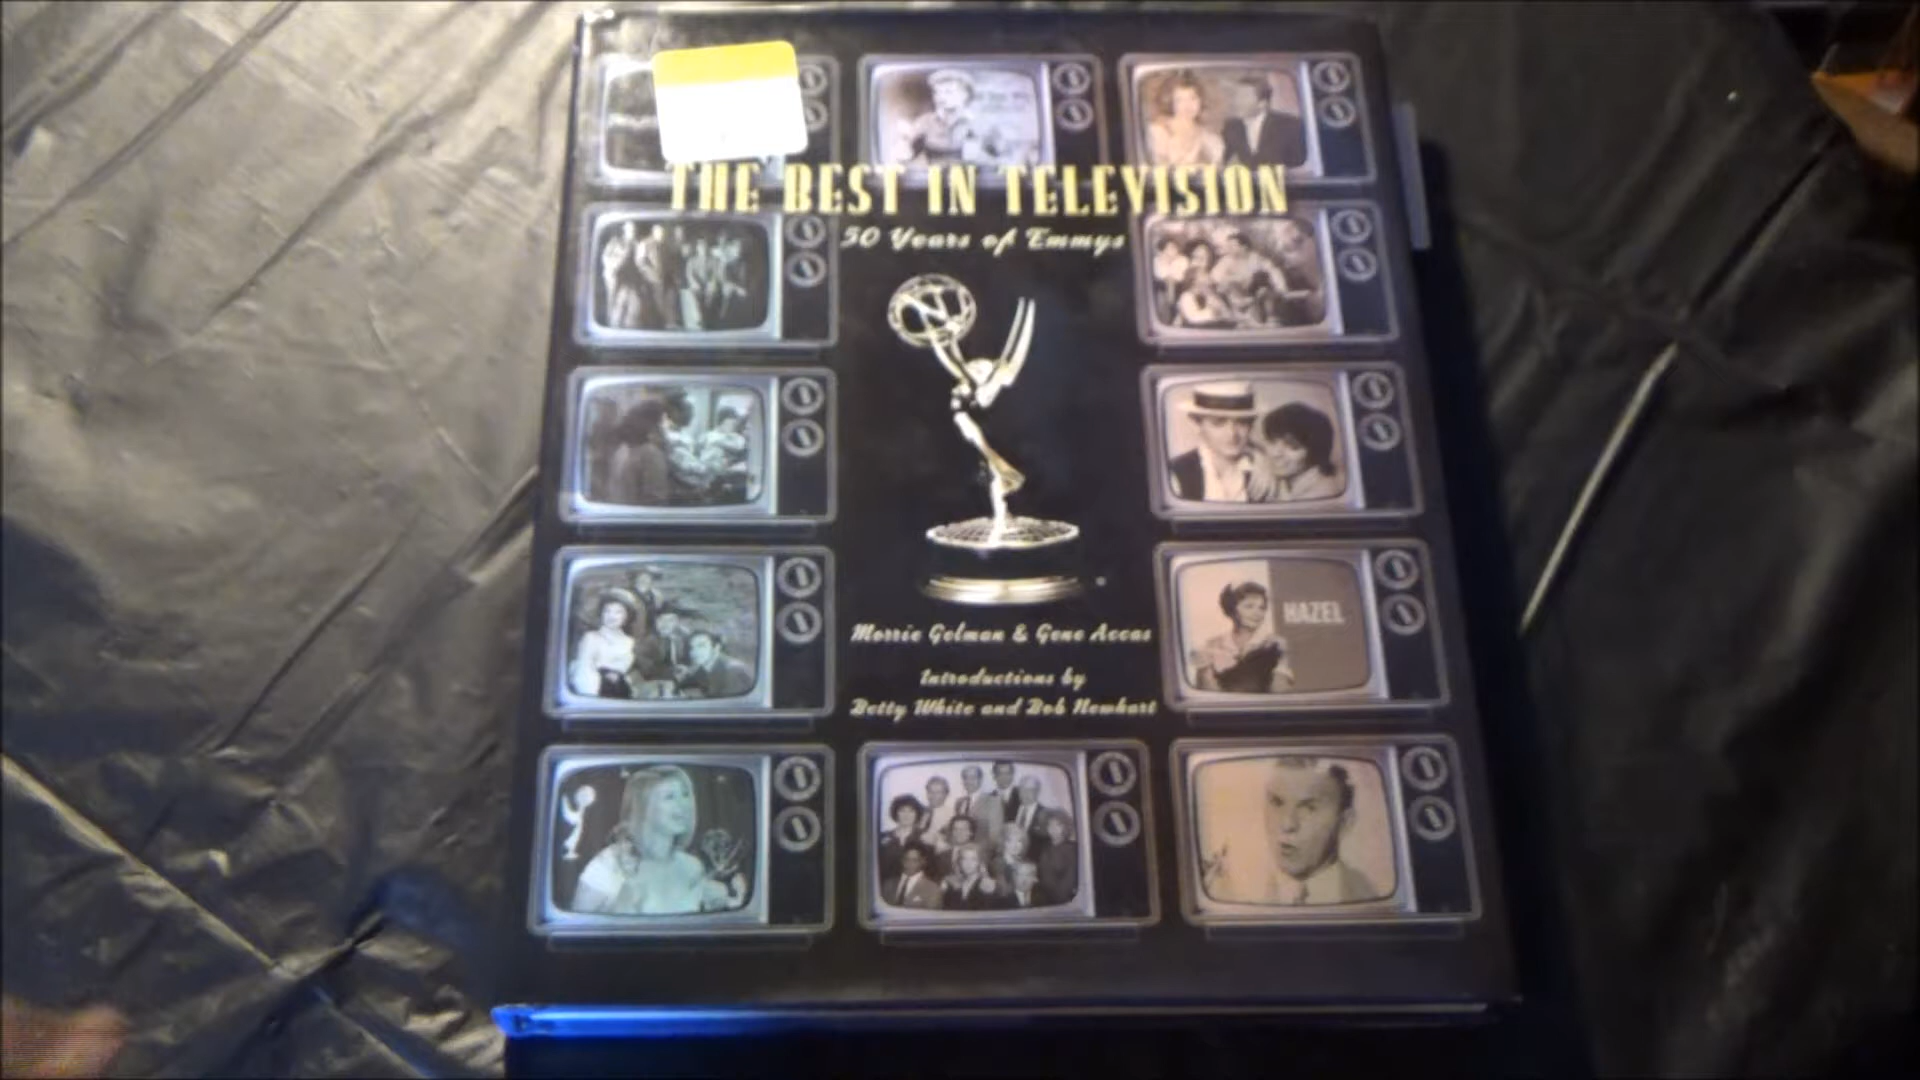 THE BEST IN TELEVISION
50 Years of Emmys
Morrie Gelman & Gene Accas
Introductions by
Betty White and Bob Newhart
HAZEL